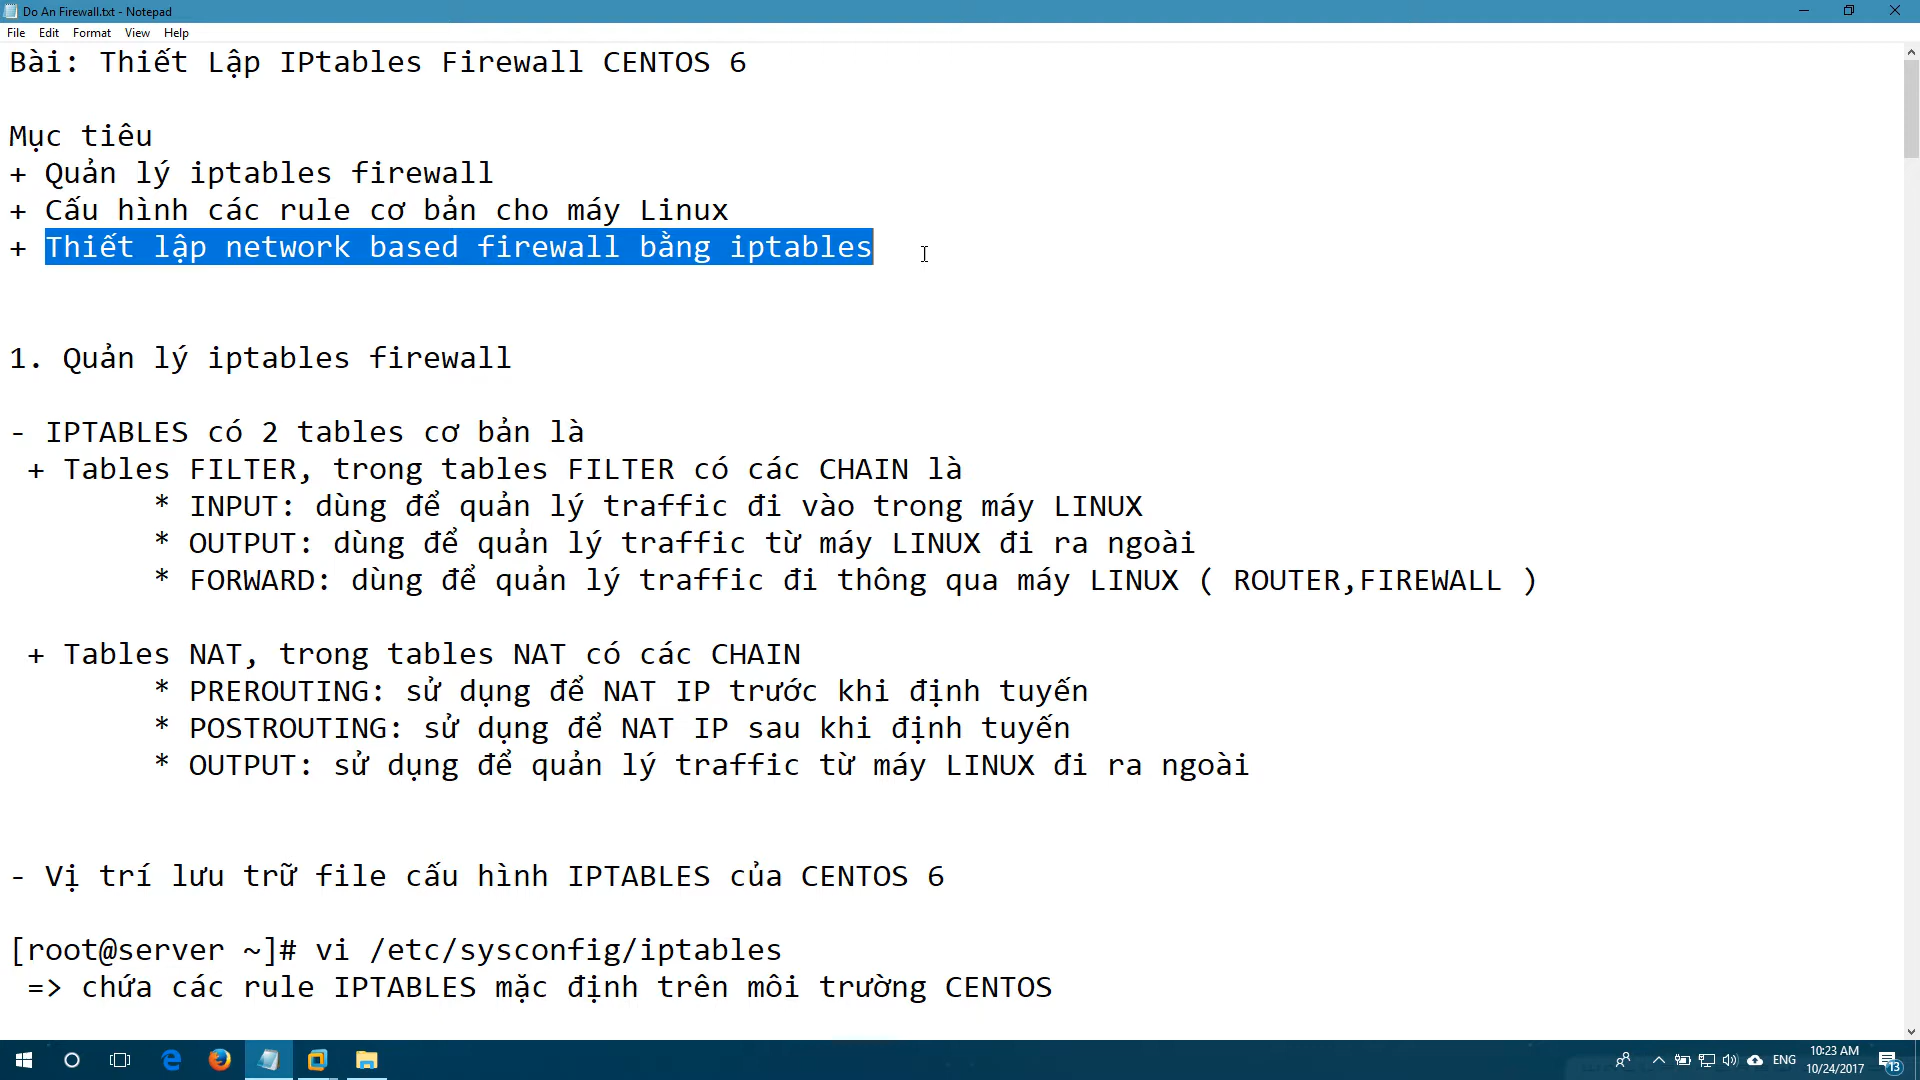 Do An Firewall.txt - Notepad
File Edit Format View Help
Bài: Thiết Lập IPtables Firewall CENTOS 6
Mục tiêu
+ Quản lý iptables firewall
+ Cấu hình các rule cơ bản cho máy Linux
+ Thiết lập network based firewall bằng iptables
1. Quản lý iptables firewall
- IPTABLES có 2 tables cơ bản là
+ Tables FILTER, trong tables FILTER có các CHAIN là
* INPUT: dùng để quản lý traffic đi vào trong máy LINUX
* OUTPUT: dùng để quản lý traffic từ máy LINUX đi ra ngoài
* FORWARD: dùng để quản lý traffic đi thông qua máy LINUX ( ROUTER,FIREWALL )
+ Tables NAT, trong tables NAT có các CHAIN
* PREROUTING: sử dụng để NAT IP trước khi định tuyến
* POSTROUTING: sử dụng để NAT IP sau khi định tuyến
* OUTPUT: sử dụng để quản lý traffic từ máy LINUX đi ra ngoài
- Vị trí lưu trữ file cấu hình IPTABLES của CENTOS 6
[root@server ~]# vi /etc/sysconfig/iptables
=> chứa các rule IPTABLES mặc định trên môi trường CENTOS
ENG
10:23 AM
10/24/2017
13